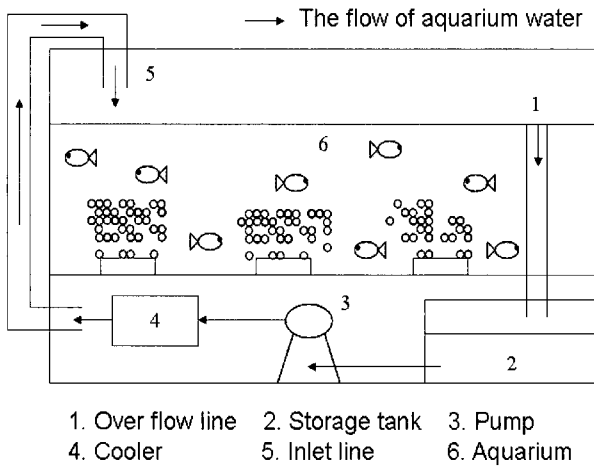 The flow of aquarium water
5
1
6
3
4
2
1. Over flow line 2. Storage tank 3. Pump
4. Cooler 5. Inlet line 6. Aquarium